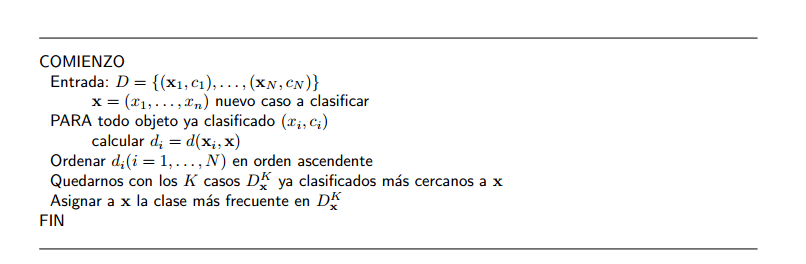 COMIENZO
Entrada: D = {(x₁, c₁), . . . , (x_N, c_N)}
x = (x₁, . . . , xₙ) nuevo caso a clasificar
PARA todo objeto ya clasificado (xᵢ, cᵢ)
calcular dᵢ = d(xᵢ, x)
Ordenar dᵢ(i = 1, . . . , N) en orden ascendente
Quedarnos con los K casos D_x^K ya clasificados más cercanos a x
Asignar a x la clase más frecuente en D_x^K
FIN